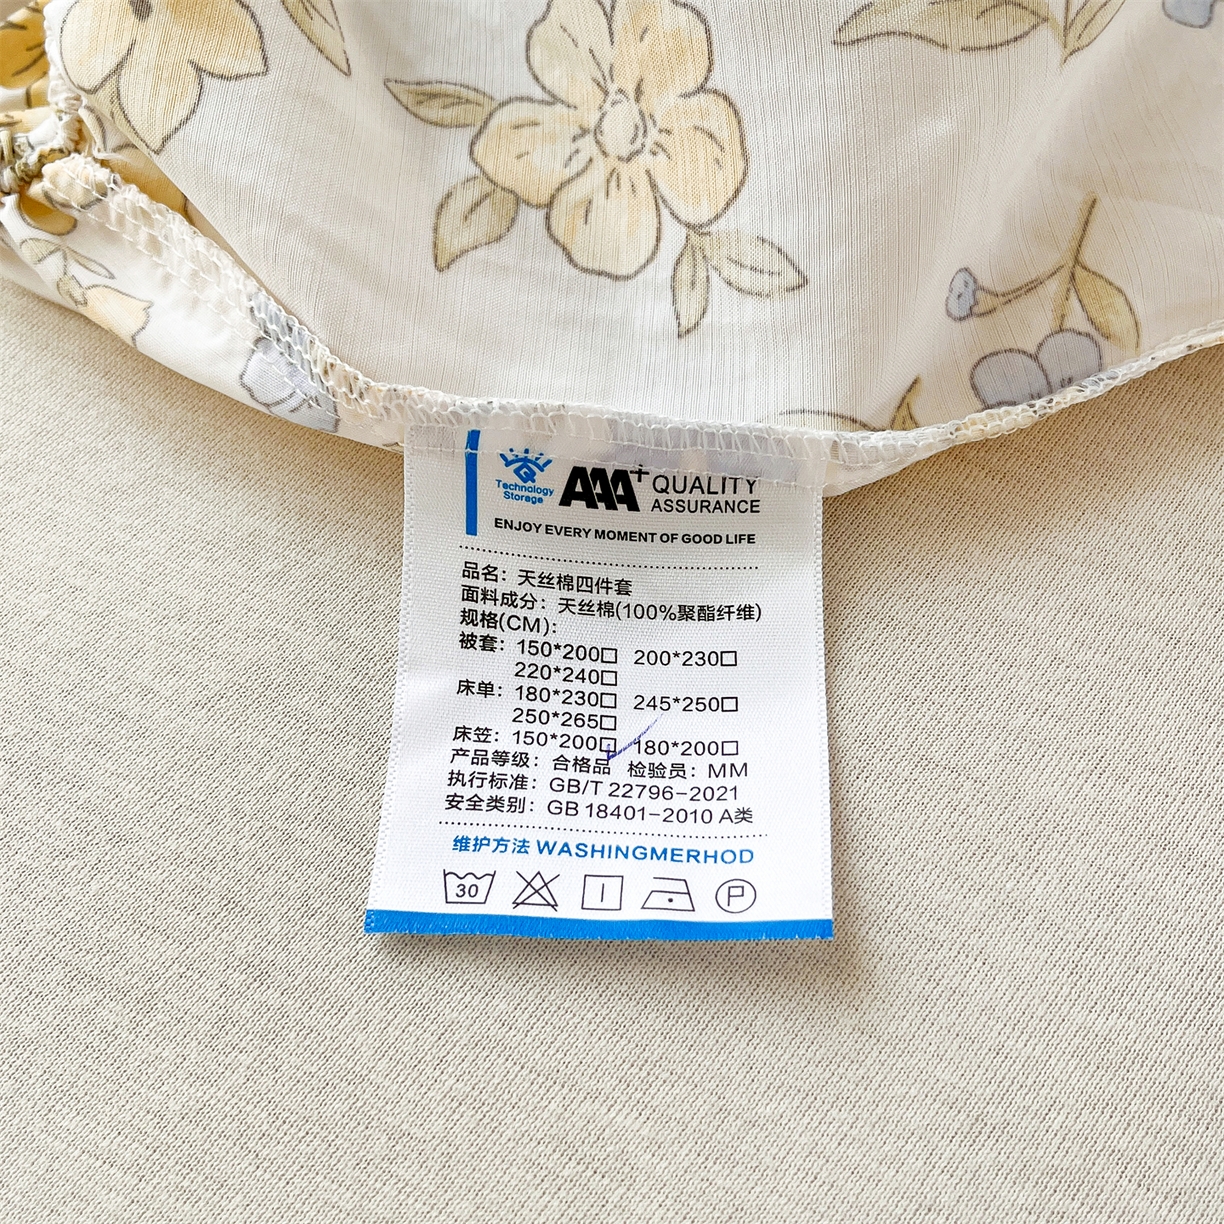 Technology
Storage
AAA+ QUALITY
ASSURANCE
ENJOY EVERY MOMENT OF GOOD LIFE
品名：天丝棉四件套
面料成分：天丝棉(100%聚酯纤维)
规格(CM)：
被套：150*200□ 200*230□
220*240□
床单：180*230□ 245*250□
250*265□
床笠：150*200□ 180*200□
产品等级：合格品 检验员：MM
执行标准：GB/T 22796-2021
安全类别：GB 18401-2010 A类
维护方法 WASHINGMERHOD
30
P